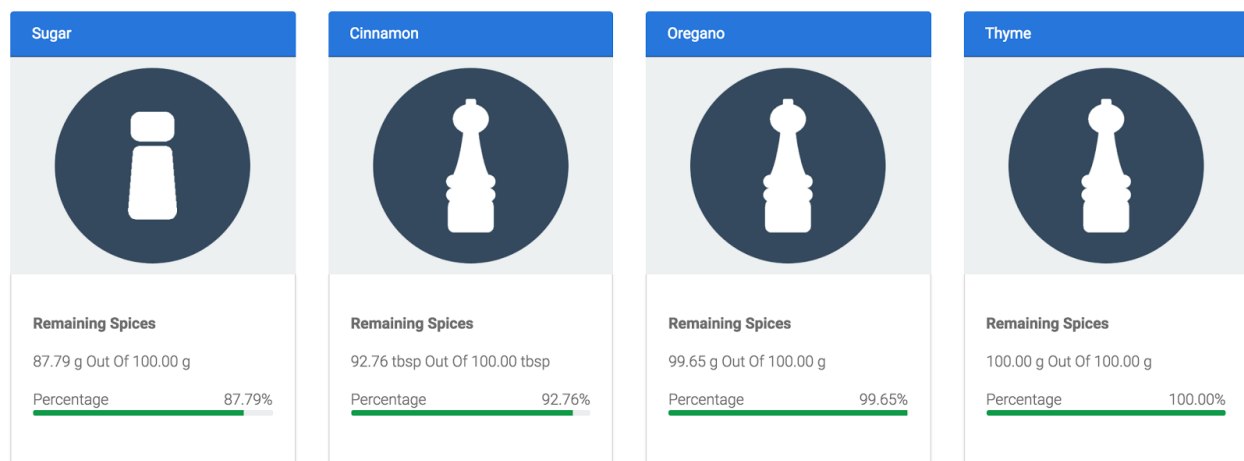 Sugar
Cinnamon
Oregano
Thyme
Remaining Spices
87.79 g Out Of 100.00 g
Percentage 87.79%
Remaining Spices
92.76 tbsp Out Of 100.00 tbsp
Percentage 92.76%
Remaining Spices
99.65 g Out Of 100.00 g
Percentage 99.65%
Remaining Spices
100.00 g Out Of 100.00 g
Percentage 100.00%